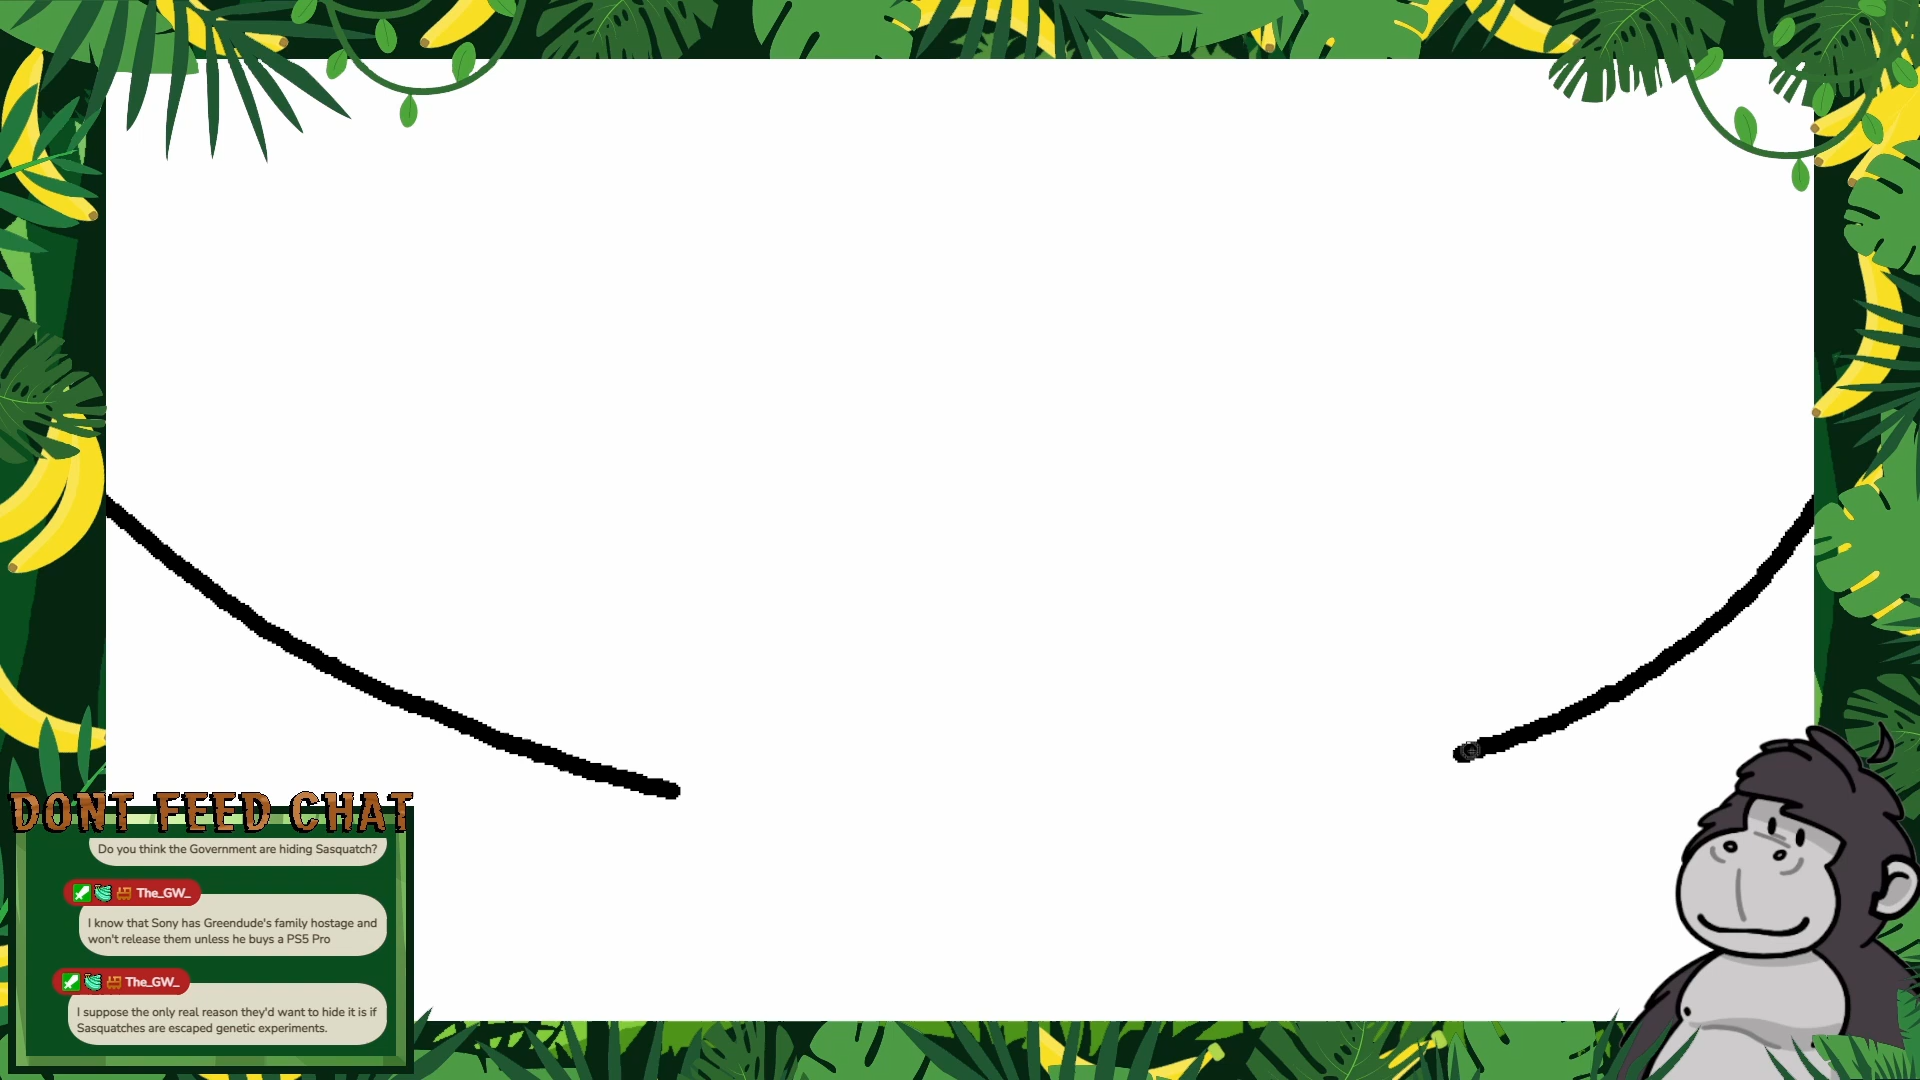 DONT FEED CHAT
Do you think the Government are hiding Sasquatch?
The_GW_
I know that Sony has Greendude's family hostage and
won't release them unless he buys a PS5 Pro
The_GW_
I suppose the only real reason they'd want to hide it is if
Sasquatches are escaped genetic experiments.